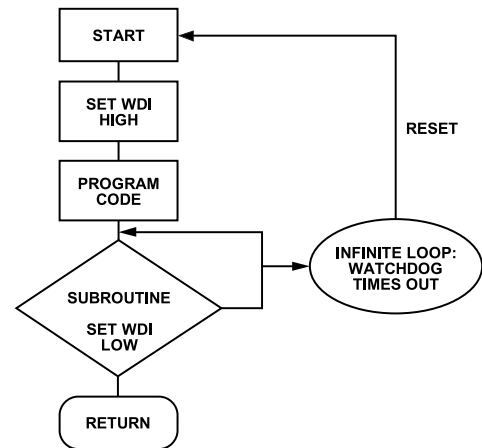 START
SET WDI
HIGH
PROGRAM
CODE
SUBROUTINE
SET WDI
LOW
RETURN
RESET
INFINITE LOOP:
WATCHDOG
TIMES OUT